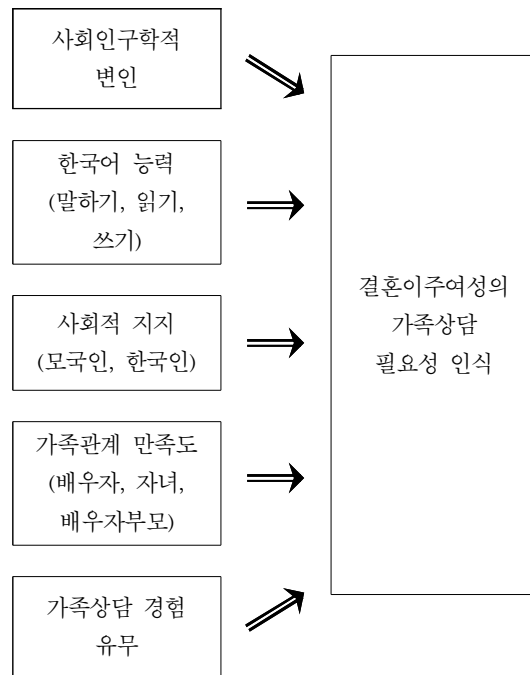 사회인구학적
변인
한국어 능력
(말하기, 읽기,
쓰기)
사회적 지지
(모국인, 한국인)
가족관계 만족도
(배우자, 자녀,
배우자부모)
가족상담 경험
유무
결혼이주여성의
가족상담
필요성 인식